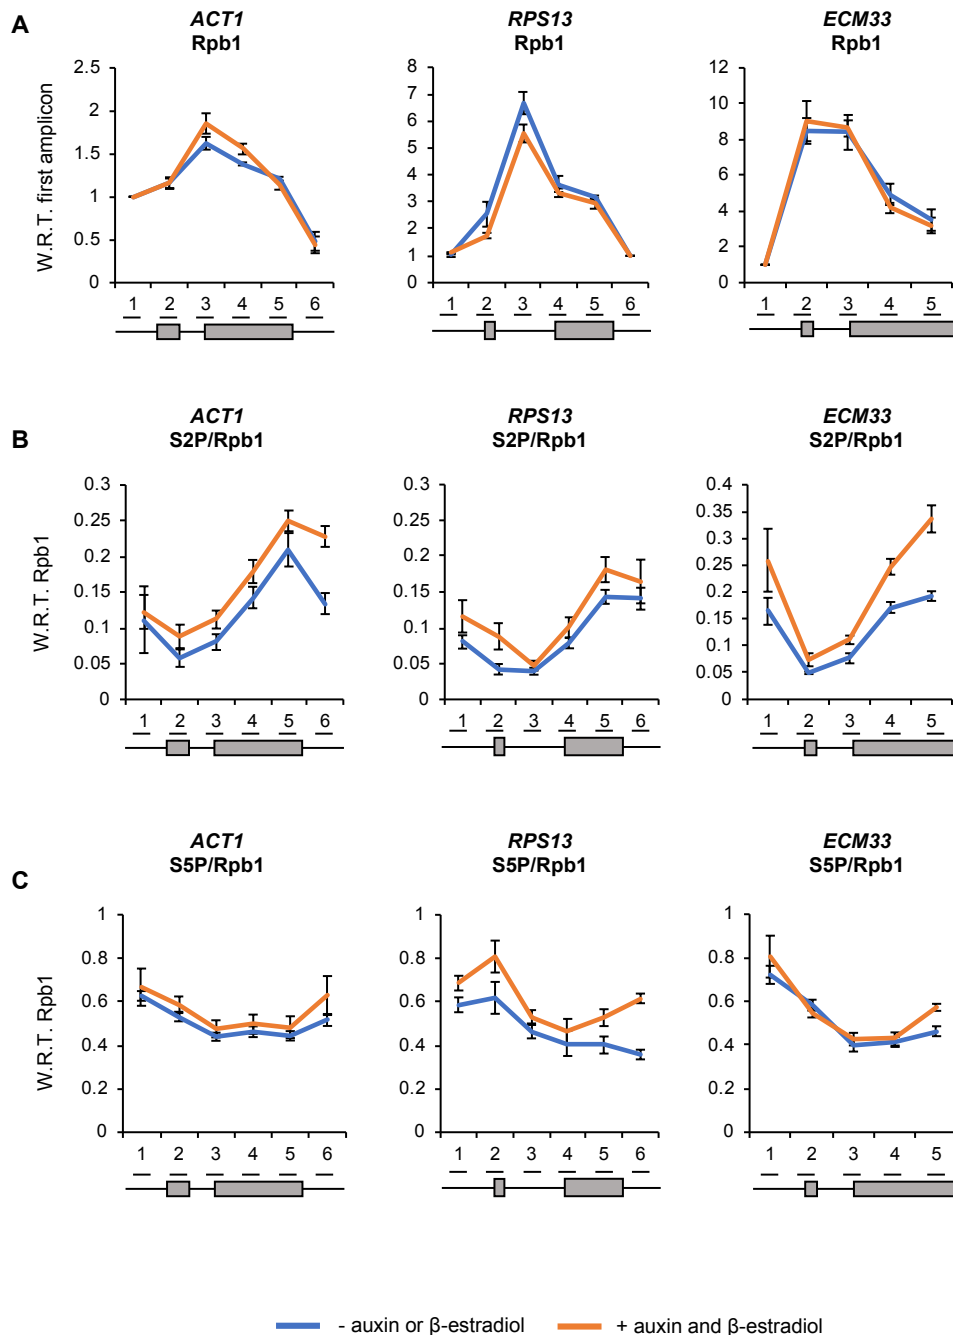 A
ACT1
Rpb1
RPS13
Rpb1
ECM33
Rpb1
W.R.T. first amplicon
2.5
2
1.5
1
0.5
0
1 2 3 4 5 6
8
7
6
5
4
3
2
1
0
1 2 3 4 5 6
12
10
8
6
4
2
0
1 2 3 4 5
B
ACT1
S2P/Rpb1
RPS13
S2P/Rpb1
ECM33
S2P/Rpb1
W.R.T. Rpb1
0.3
0.25
0.2
0.15
0.1
0.05
0
1 2 3 4 5 6
0.3
0.25
0.2
0.15
0.1
0.05
0
1 2 3 4 5 6
0.4
0.35
0.3
0.25
0.2
0.15
0.1
0.05
0
1 2 3 4 5
C
ACT1
S5P/Rpb1
RPS13
S5P/Rpb1
ECM33
S5P/Rpb1
W.R.T. Rpb1
1
0.8
0.6
0.4
0.2
0
1 2 3 4 5 6
1
0.8
0.6
0.4
0.2
0
1 2 3 4 5 6
1
0.8
0.6
0.4
0.2
0
1 2 3 4 5
- auxin or β-estradiol
+ auxin and β-estradiol